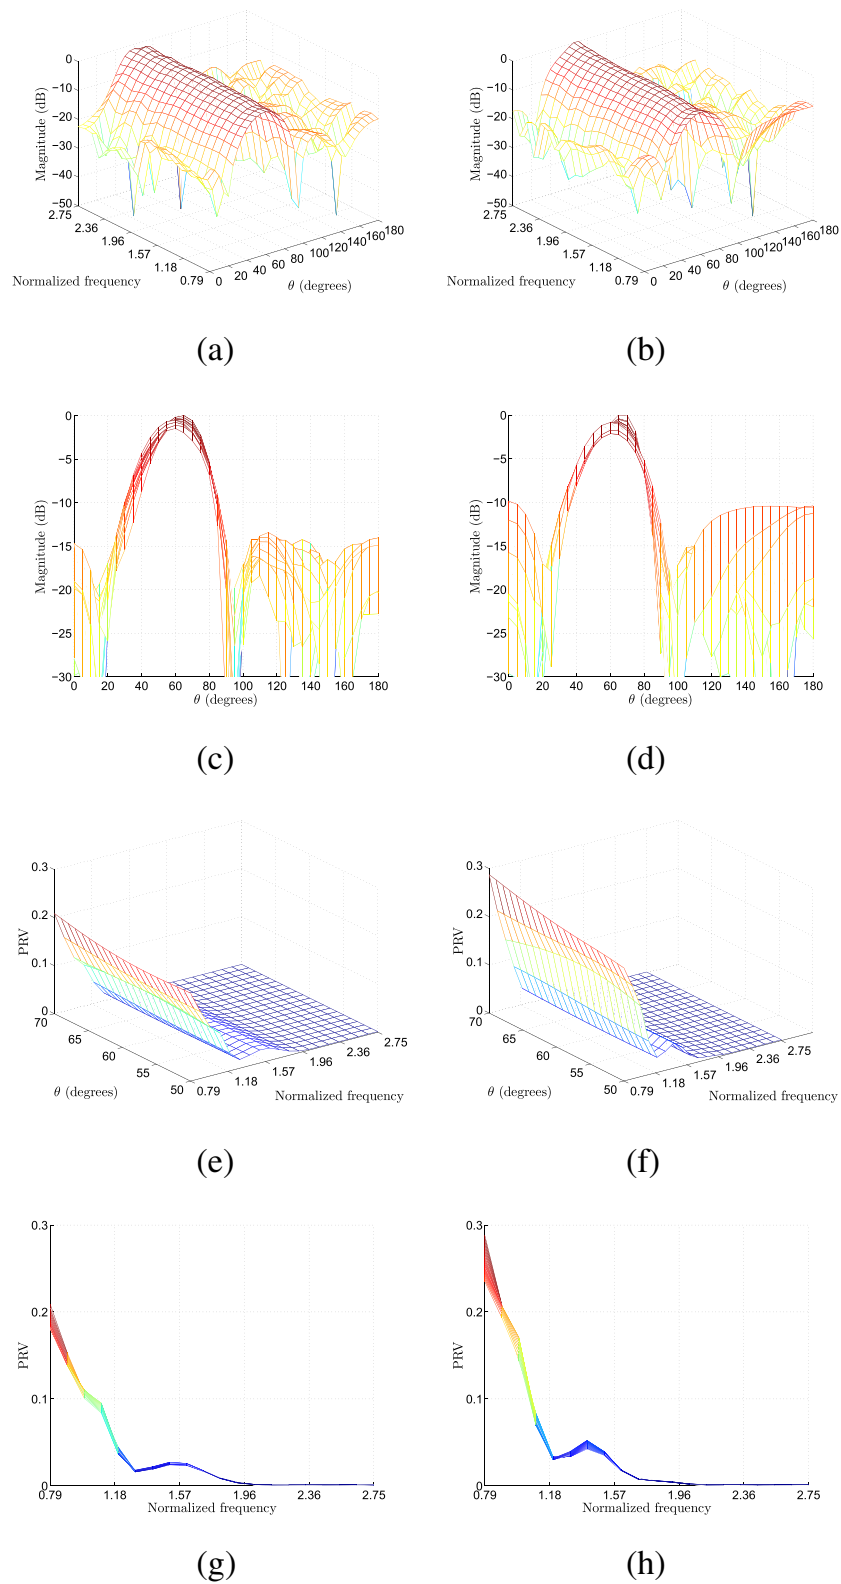 0
−10
−20
−30
−40
−50
Magnitude (dB)
2.75
2.36
1.96
1.57
1.18
0.79
Normalized frequency
0 20 40 60 80 100 120 140 160 180
θ (degrees)
(a)
0
−10
−20
−30
−40
−50
Magnitude (dB)
2.75
2.36
1.96
1.57
1.18
0.79
Normalized frequency
0 20 40 60 80 100 120 140 160 180
θ (degrees)
(b)
0
−5
−10
−15
−20
−25
−30
Magnitude (dB)
0 20 40 60 80 100 120 140 160 180
θ (degrees)
(c)
0
−5
−10
−15
−20
−25
−30
Magnitude (dB)
0 20 40 60 80 100 120 140 160 180
θ (degrees)
(d)
0.3
0.2
0.1
0
PRV
70
65
60
55
50
θ (degrees)
0.79 1.18 1.57 1.96 2.36 2.75
Normalized frequency
(e)
0.3
0.2
0.1
0
PRV
70
65
60
55
50
θ (degrees)
0.79 1.18 1.57 1.96 2.36 2.75
Normalized frequency
(f)
0.3
0.2
0.1
0
PRV
0.79 1.18 1.57 1.96 2.36 2.75
Normalized frequency
(g)
0.3
0.2
0.1
0
PRV
0.79 1.18 1.57 1.96 2.36 2.75
Normalized frequency
(h)